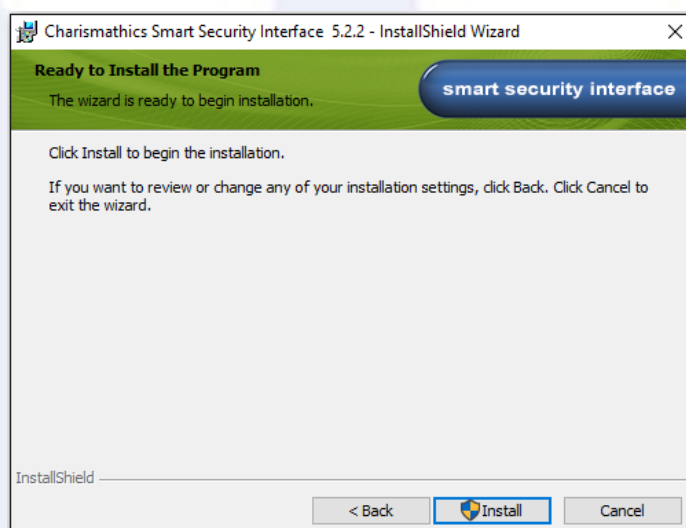 Charismathics Smart Security Interface 5.2.2 - InstallShield Wizard
Ready to Install the Program
The wizard is ready to begin installation.
smart security interface
Click Install to begin the installation.
If you want to review or change any of your installation settings, click Back. Click Cancel to
exit the wizard.
InstallShield
< Back
Install
Cancel